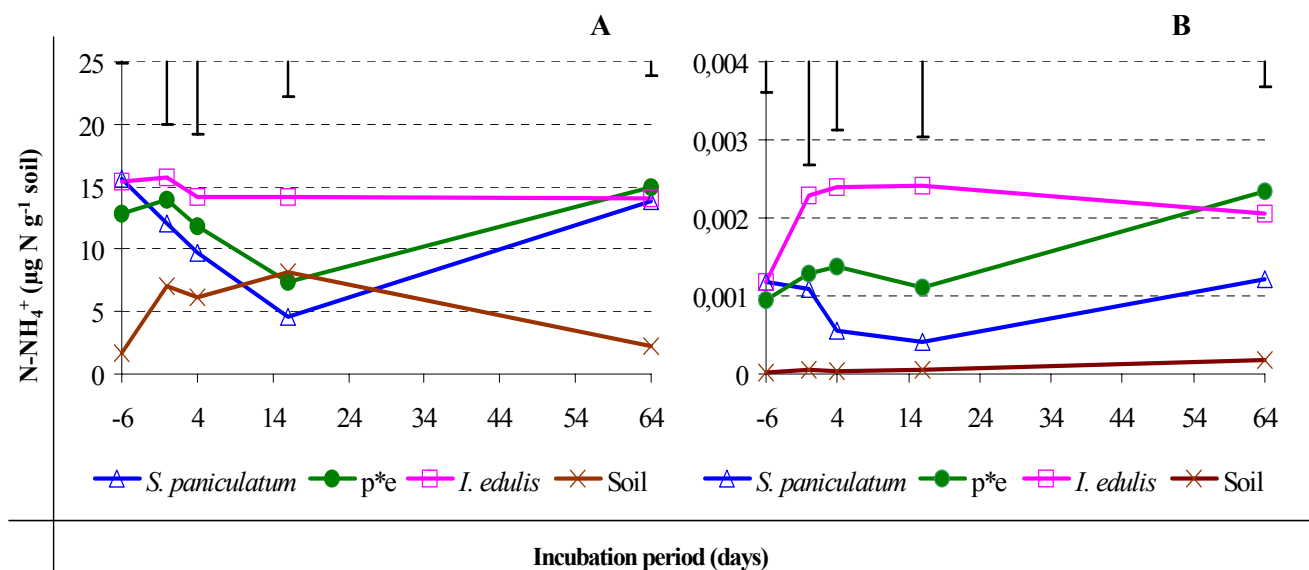 A
B
N-NH₄⁺ (µg N g⁻¹ soil)
25
20
15
10
5
0
-6 4 14 24 34 44 54 64
S. paniculatum p*e I. edulis Soil
0,004
0,003
0,002
0,001
0
-6 4 14 24 34 44 54 64
S. paniculatum p*e I. edulis Soil
Incubation period (days)